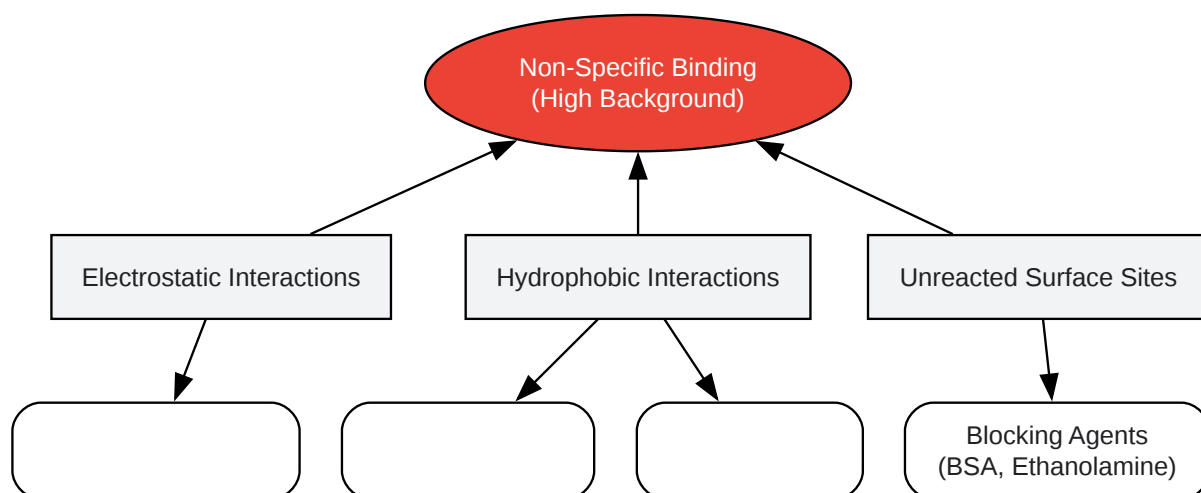 Non-Specific Binding
(High Background)
Electrostatic Interactions
Hydrophobic Interactions
Unreacted Surface Sites
Blocking Agents
(BSA, Ethanolamine)